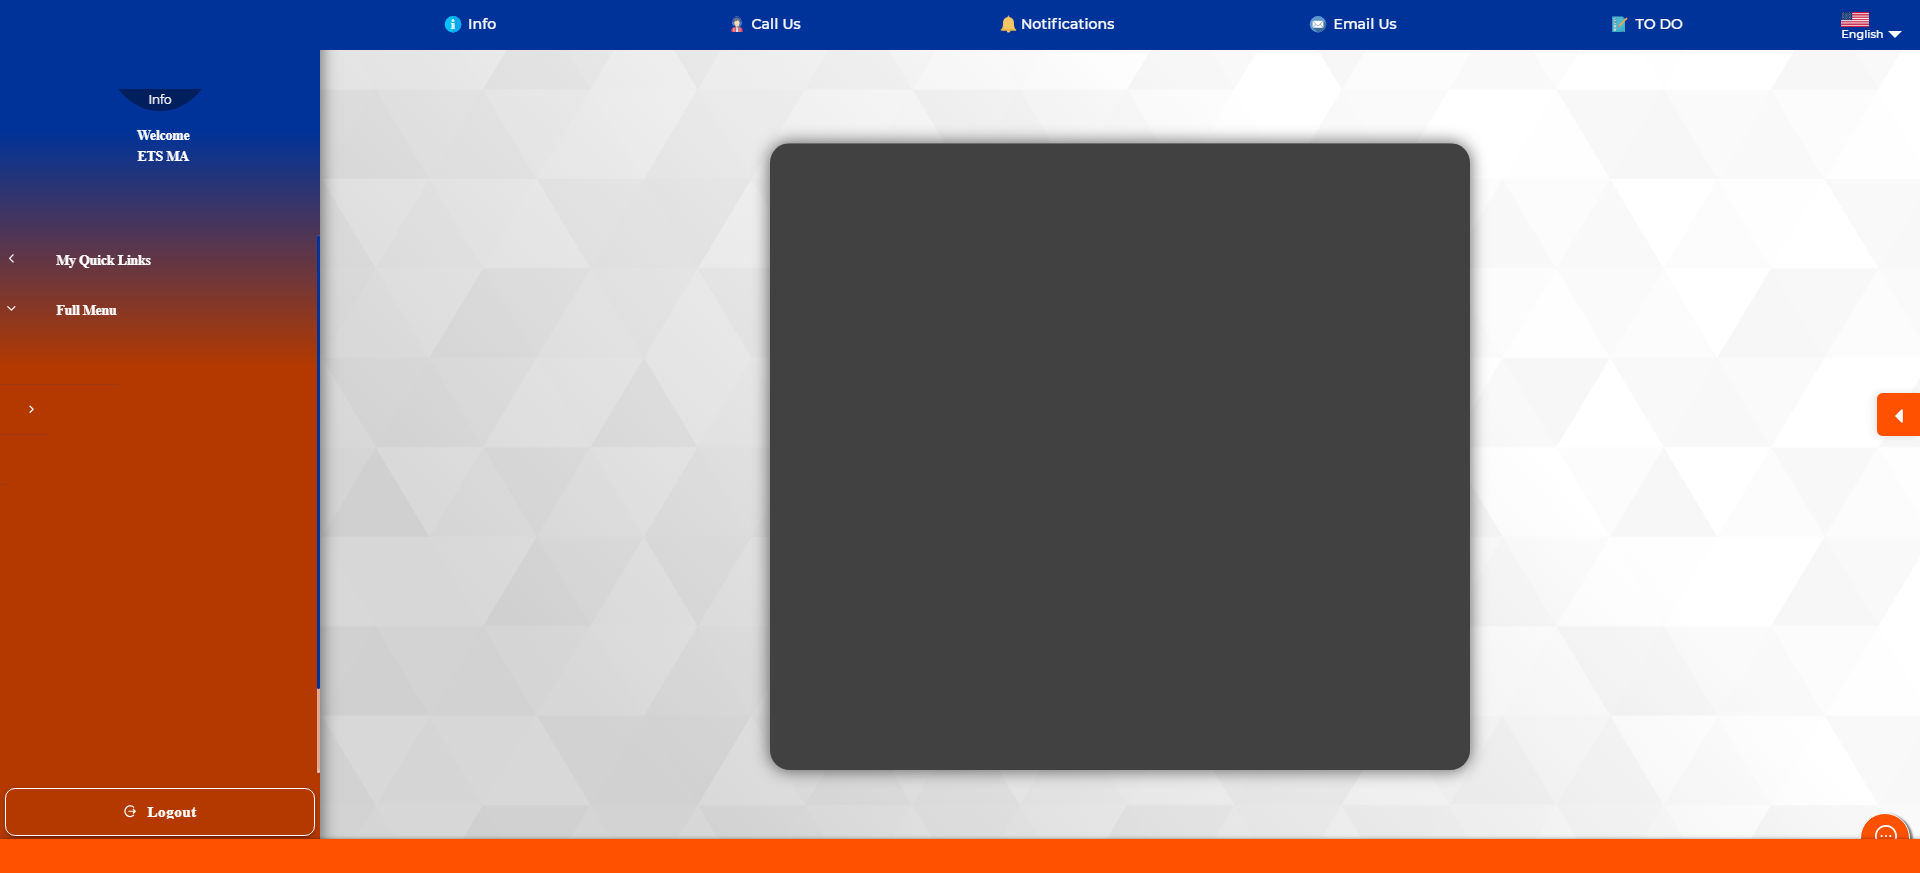 Info
Call Us
Notifications
Email Us
TO DO
English
Info
Welcome
ETS MA
My Quick Links
Full Menu
Logout